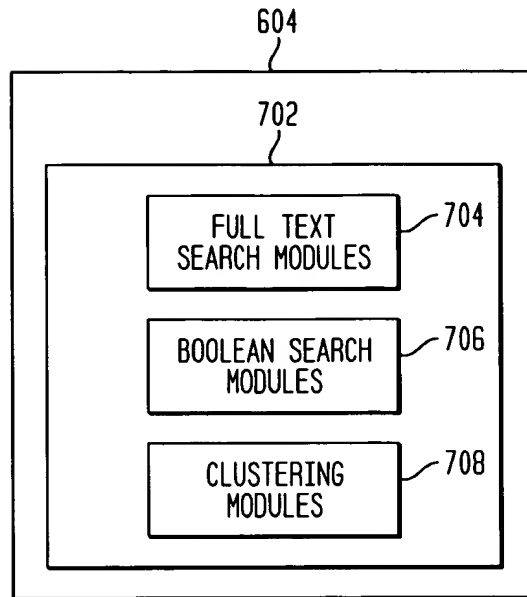 604
702
FULL TEXT
SEARCH MODULES
704
BOOLEAN SEARCH
MODULES
706
CLUSTERING
MODULES
708